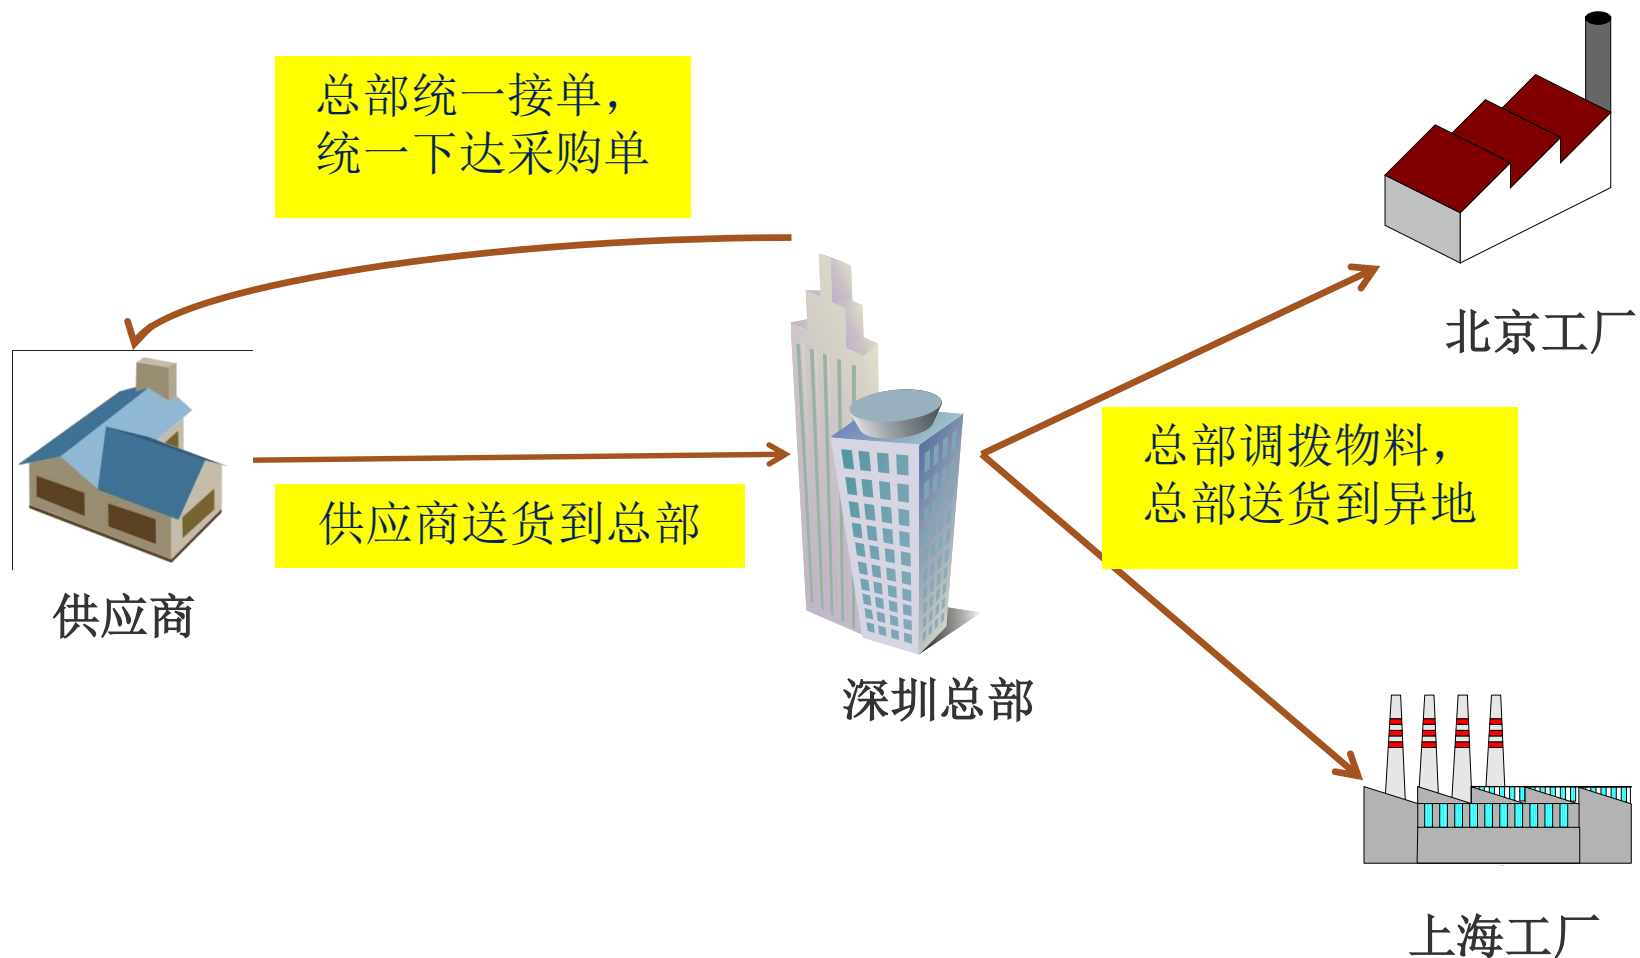 总部统一接单，
统一下达采购单
北京工厂
总部调拨物料，
总部送货到异地
供应商送货到总部
供应商
深圳总部
上海工厂